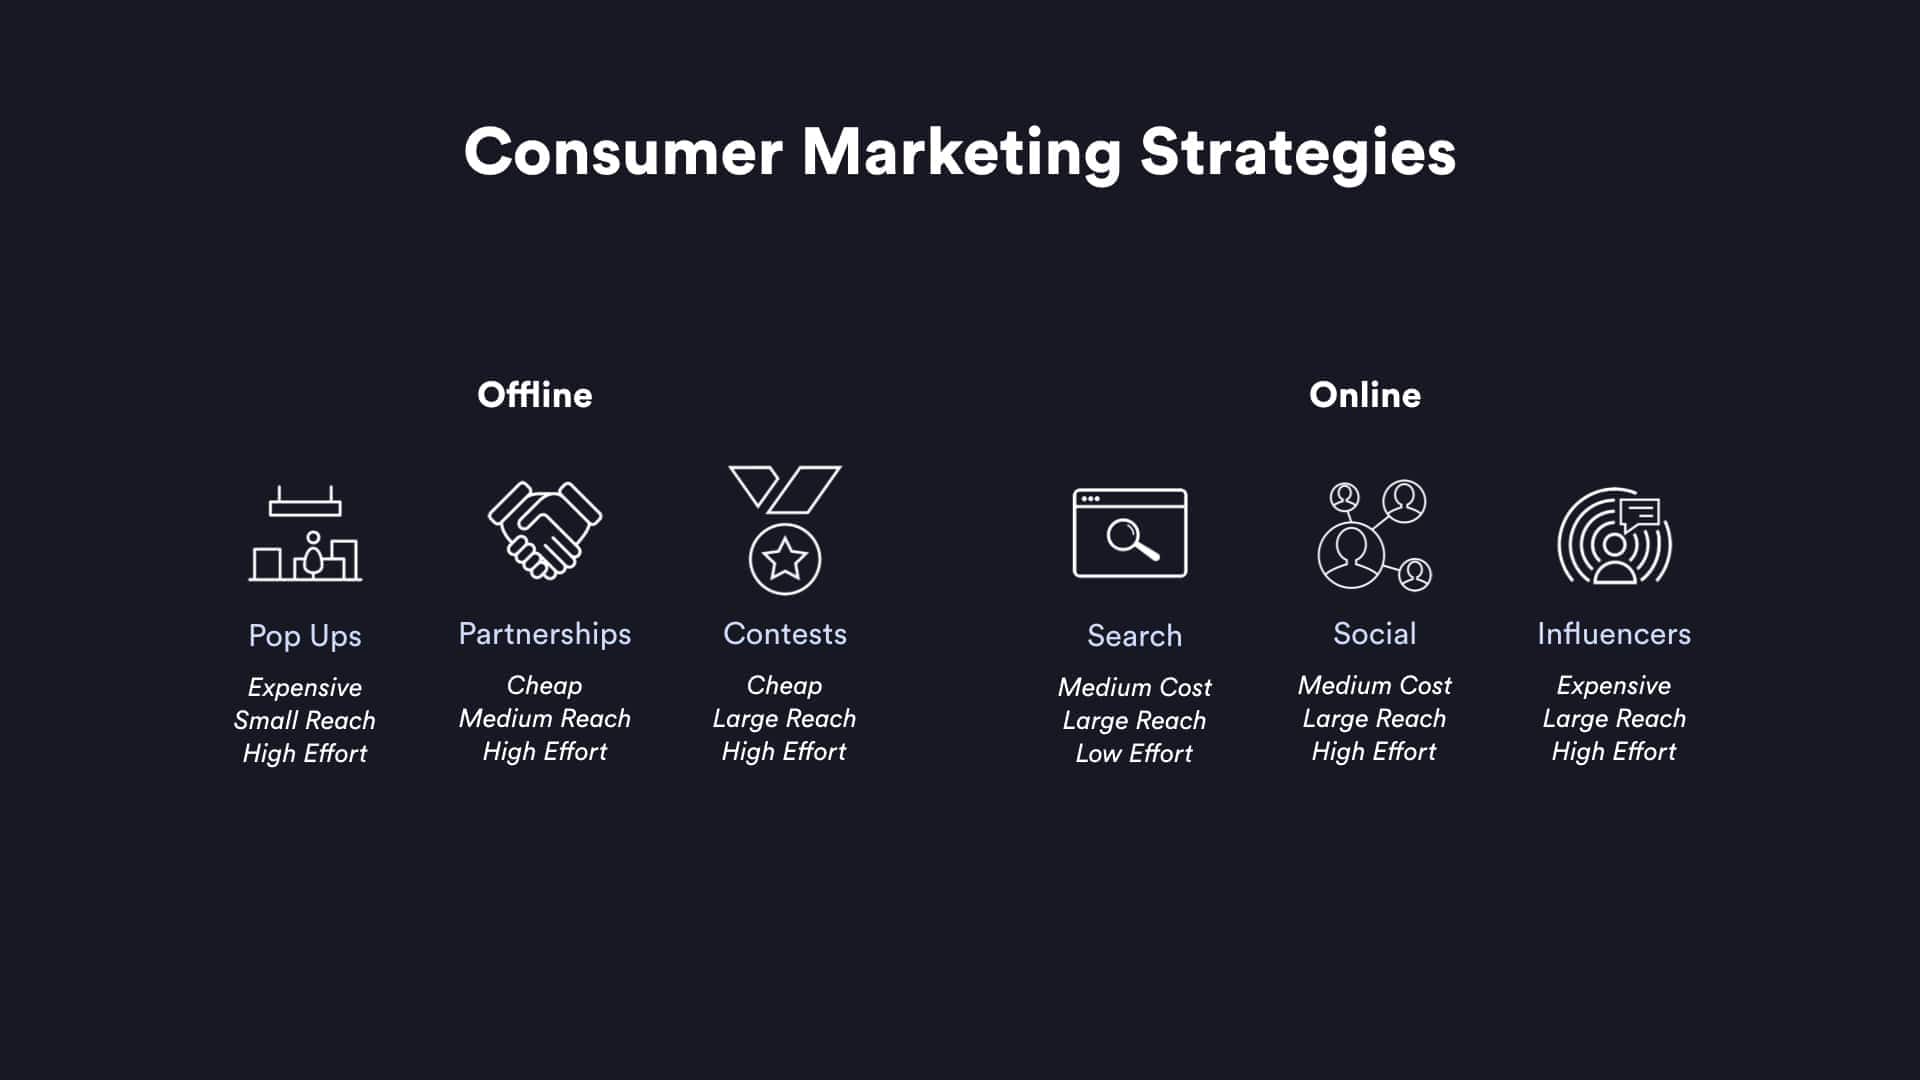 Consumer Marketing Strategies
Offline
Pop Ups
Expensive
Small Reach
High Effort
Partnerships
Cheap
Medium Reach
High Effort
Contests
Cheap
Large Reach
High Effort
Online
Search
Medium Cost
Large Reach
Low Effort
Social
Medium Cost
Large Reach
High Effort
Influencers
Expensive
Large Reach
High Effort